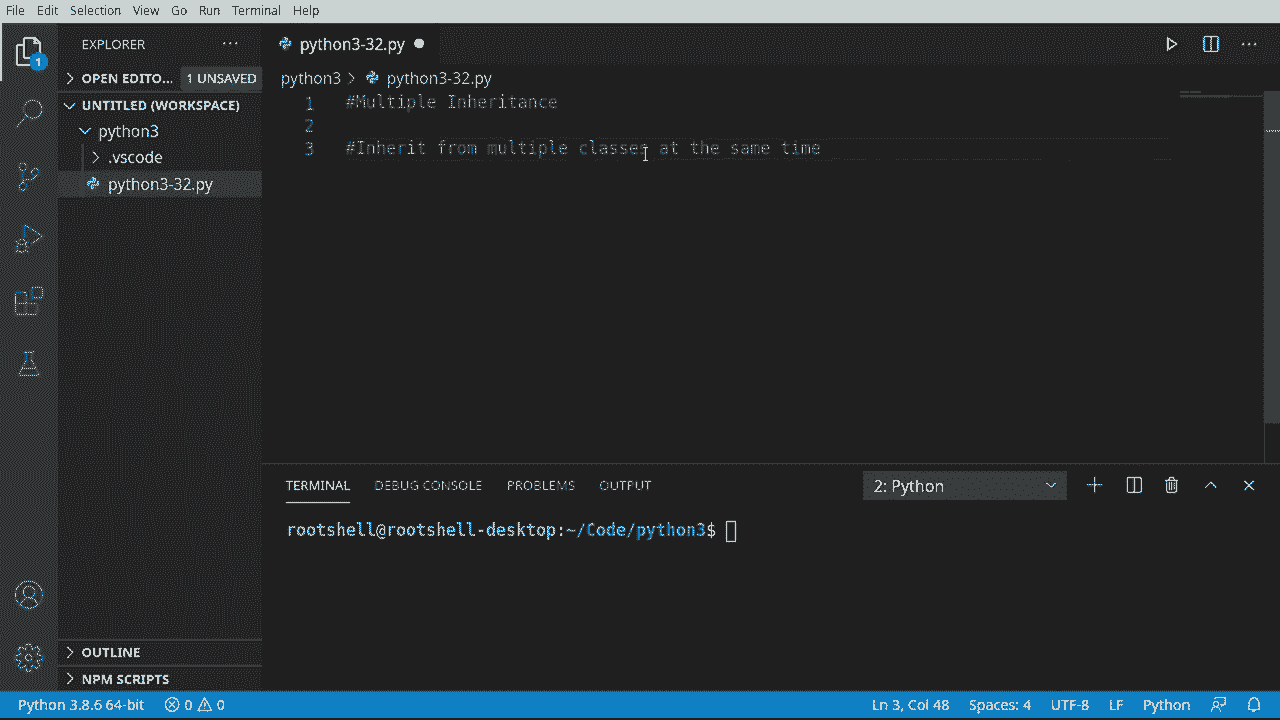 File Edit Selection View Go Run Terminal Help
EXPLORER ...
1
OPEN EDITO... 1 UNSAVED
UNTITLED (WORKSPACE)
python3
.vscode
python3-32.py
OUTLINE
NPM SCRIPTS
python3-32.py
python3 > python3-32.py
1 #Multiple Inheritance
2
3 #Inherit from multiple classes at the same time
TERMINAL DEBUG CONSOLE PROBLEMS OUTPUT 2: Python
rootshell@rootshell-desktop:~/Code/python3$
Python 3.8.6 64-bit 0 0 Ln 3, Col 48 Spaces: 4 UTF-8 LF Python